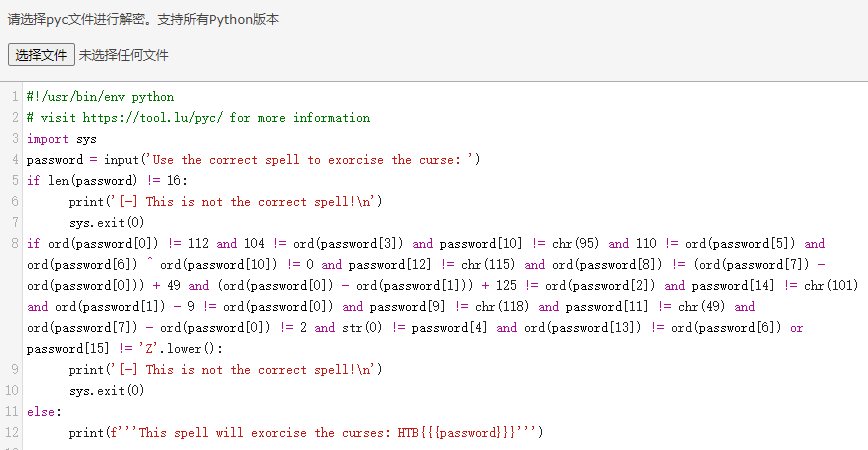 请选择pyc文件进行解密。支持所有Python版本
选择文件 未选择任何文件
1 #!/usr/bin/env python
2 # visit https://tool.lu/pyc/ for more information
3 import sys
4 password = input('Use the correct spell to exorcise the curse: ')
5 if len(password) != 16:
6 print('[-] This is not the correct spell!\n')
7 sys.exit(0)
8 if ord(password[0]) != 112 and 104 != ord(password[3]) and password[10] != chr(95) and 110 != ord(password[5]) and
ord(password[6]) ^ ord(password[10]) != 0 and password[12] != chr(115) and ord(password[8]) != (ord(password[7]) -
ord(password[0])) + 49 and (ord(password[0]) - ord(password[1])) + 125 != ord(password[2]) and password[14] != chr(101)
and ord(password[1]) - 9 != ord(password[0]) and password[9] != chr(118) and password[11] != chr(49) and
ord(password[7]) - ord(password[0]) != 2 and str(0) != password[4] and ord(password[13]) != ord(password[6]) or
password[15] != 'Z'.lower():
9 print('[-] This is not the correct spell!\n')
10 sys.exit(0)
11 else:
12 print(f'''This spell will exorcise the curses: HTB{{{password}}}''')